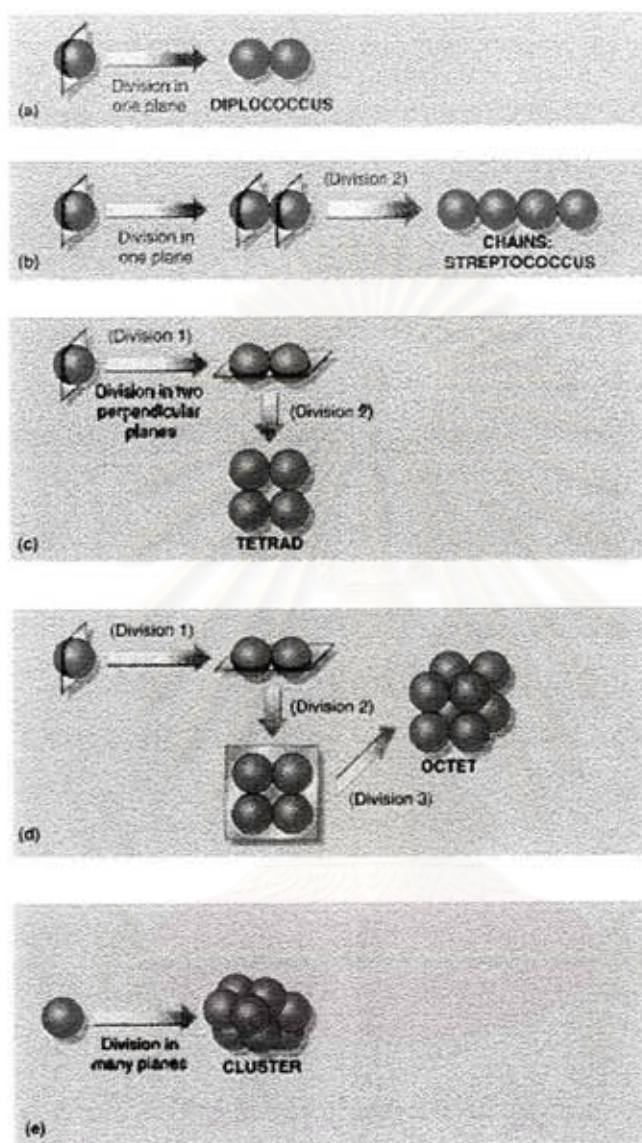 Division in
one plane
DIPLOCOCCUS
(a)
(Division 2)
Division in
one plane
CHAINS:
STREPTOCOCCUS
(b)
(Division 1)
Division in two
perpendicular
planes
(Division 2)
TETRAD
(c)
(Division 1)
(Division 2)
(Division 3)
OCTET
(d)
Division in
many planes
CLUSTER
(e)